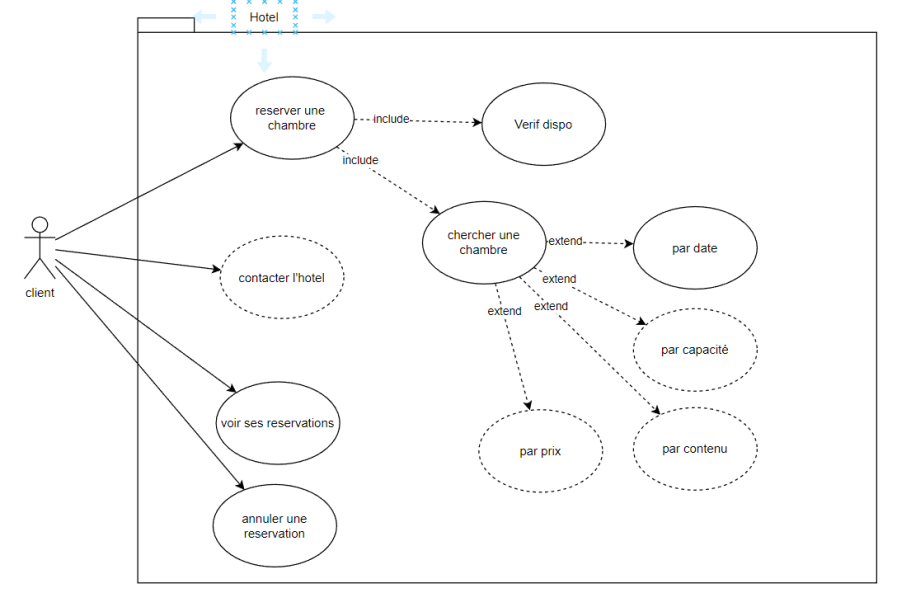 Hotel
reserver une
chambre
include
Verif dispo
include
chercher une
chambre
extend
par date
contacter l'hotel
extend
client
extend
extend
par capacité
voir ses reservations
par prix
par contenu
annuler une
reservation